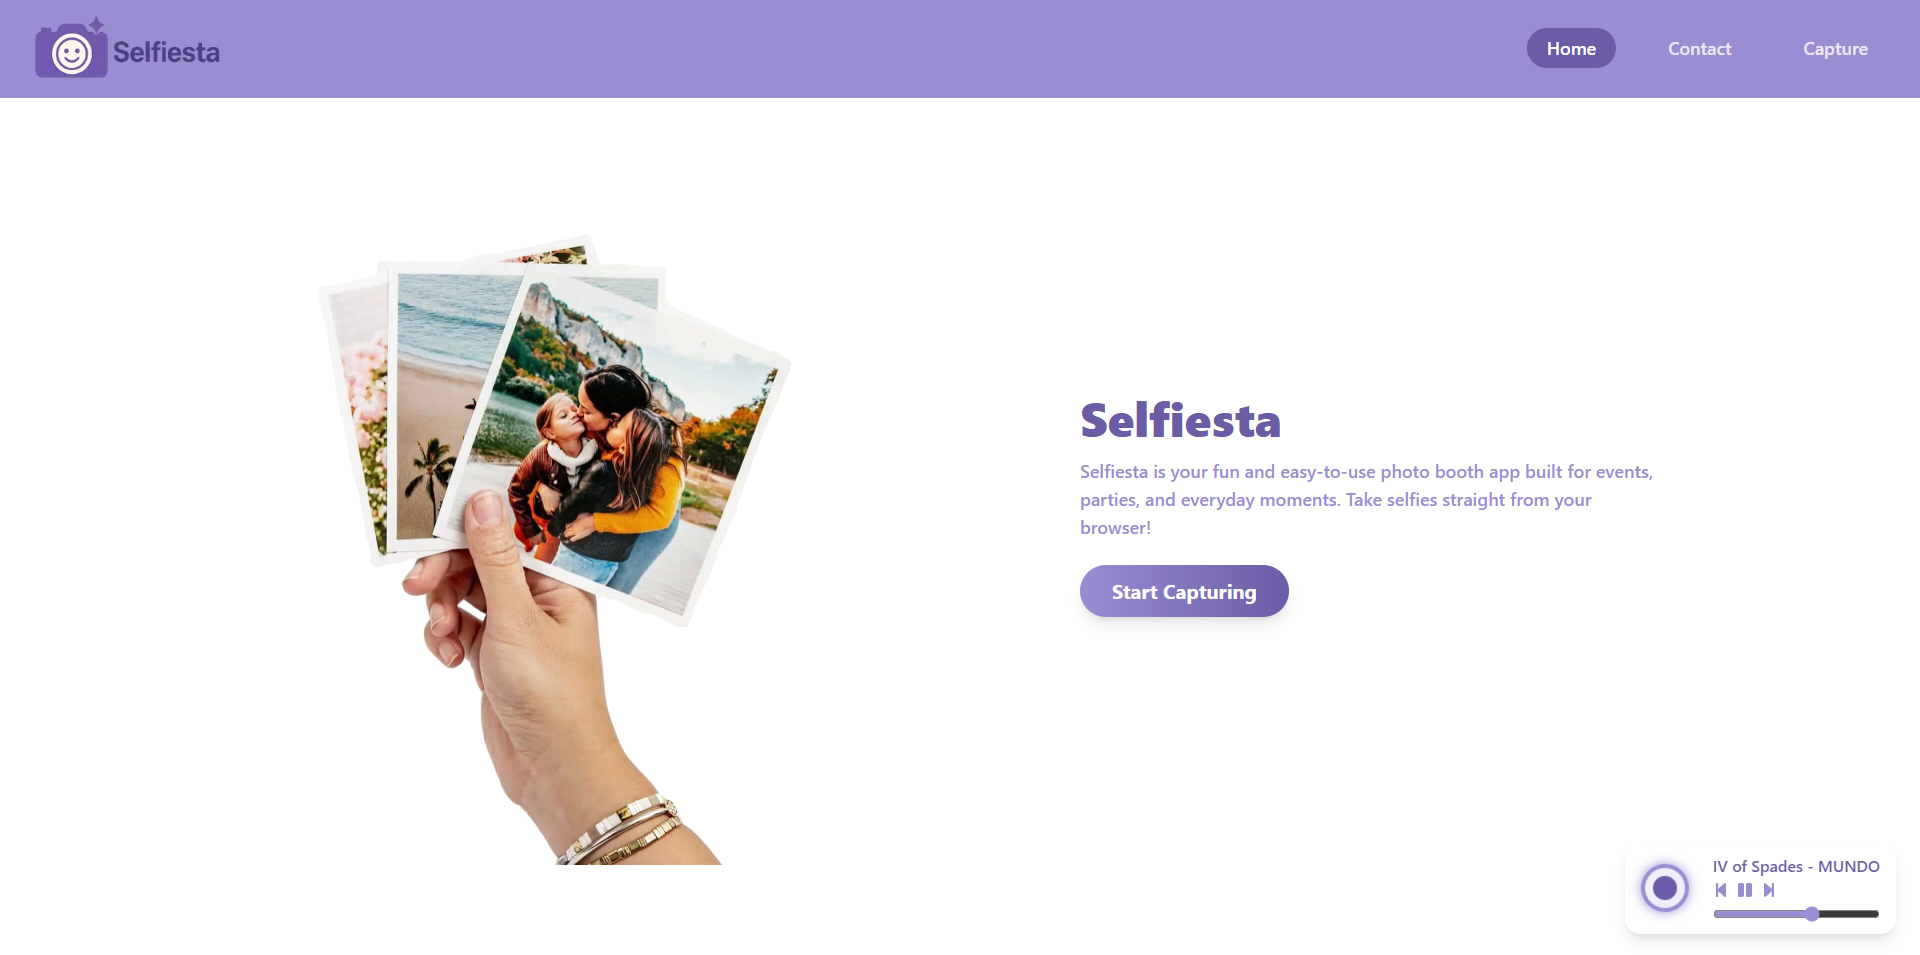 Selfiesta
Home
Contact
Capture
Selfiesta
Selfiesta is your fun and easy-to-use photo booth app built for events,
parties, and everyday moments. Take selfies straight from your
browser!
Start Capturing
IV of Spades - MUNDO